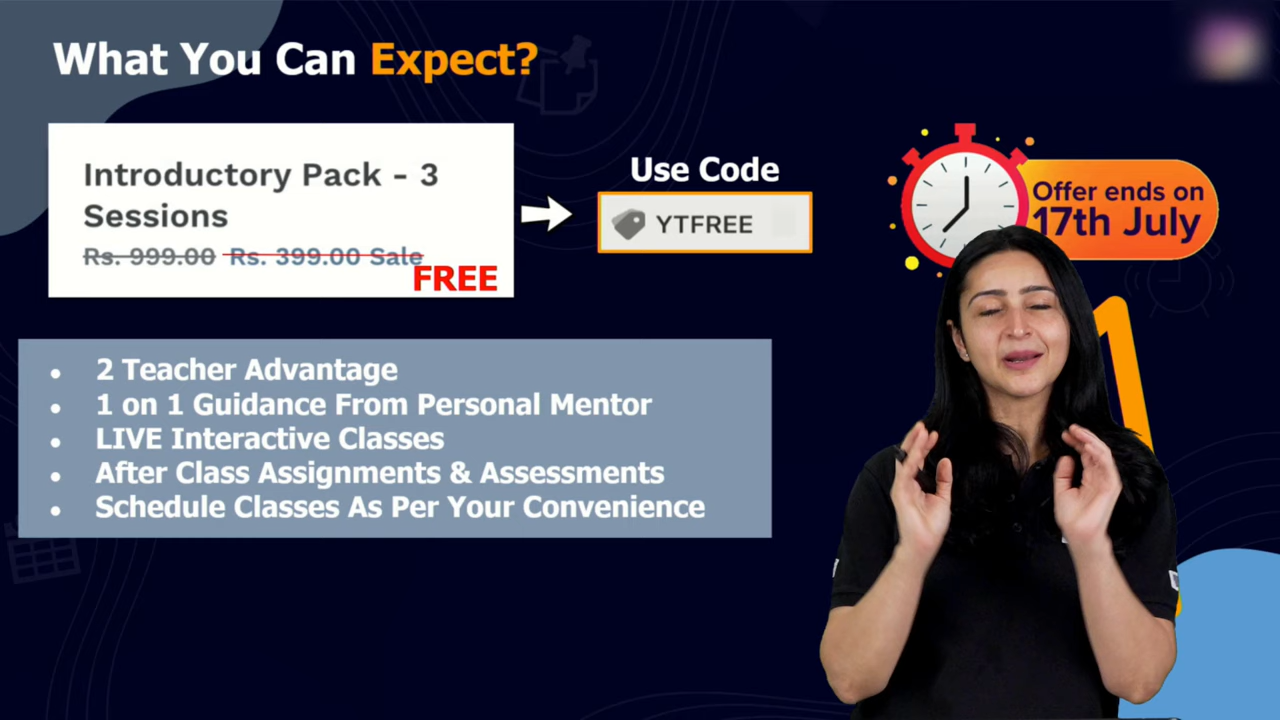 What You Can Expect?
Introductory Pack - 3
Sessions
Rs. 999.00 Rs. 399.00 Sale
FREE
Use Code
YTFREE
Offer ends on
17th July
• 2 Teacher Advantage
• 1 on 1 Guidance From Personal Mentor
• LIVE Interactive Classes
• After Class Assignments & Assessments
• Schedule Classes As Per Your Convenience